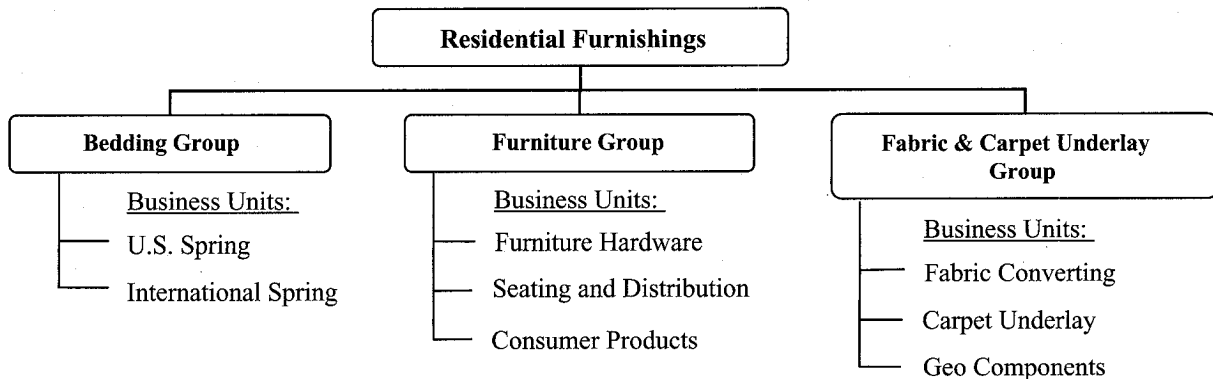 Residential Furnishings
Bedding Group
Business Units:
U.S. Spring
International Spring
Furniture Group
Business Units:
Furniture Hardware
Seating and Distribution
Consumer Products
Fabric & Carpet Underlay
Group
Business Units:
Fabric Converting
Carpet Underlay
Geo Components